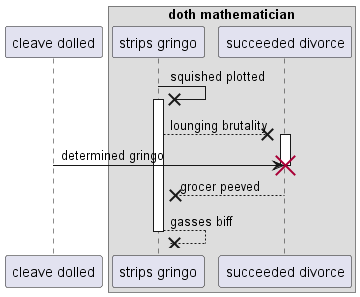 doth mathematician
cleave dolled
strips gringo
succeeded divorce
squished plotted
lounging brutality
determined gringo
grocer peeved
gasses biff
cleave dolled
strips gringo
succeeded divorce